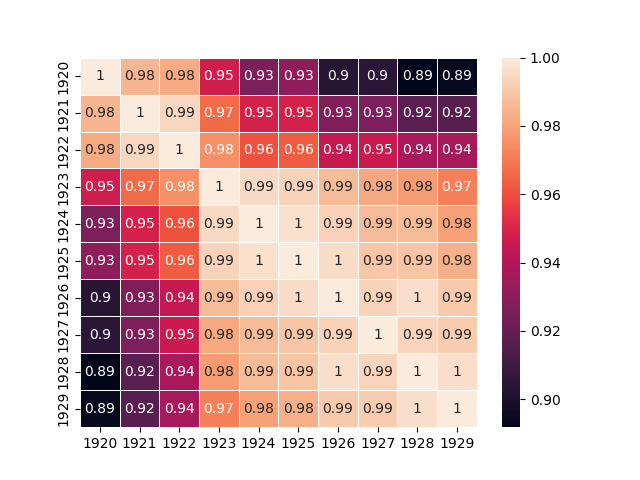 1920 1 0.98 0.98 0.95 0.93 0.93 0.9 0.9 0.89 0.89
1921 0.98 1 0.99 0.97 0.95 0.95 0.93 0.93 0.92 0.92
1922 0.98 0.99 1 0.98 0.96 0.96 0.94 0.95 0.94 0.94
1923 0.95 0.97 0.98 1 0.99 0.99 0.99 0.98 0.98 0.97
1924 0.93 0.95 0.96 0.99 1 1 0.99 0.99 0.99 0.98
1925 0.93 0.95 0.96 0.99 1 1 1 0.99 0.99 0.98
1926 0.9 0.93 0.94 0.99 0.99 1 1 0.99 1 0.99
1927 0.9 0.93 0.95 0.98 0.99 0.99 0.99 1 0.99 0.99
1928 0.89 0.92 0.94 0.98 0.99 0.99 1 0.99 1 1
1929 0.89 0.92 0.94 0.97 0.98 0.98 0.99 0.99 1 1
1920 1921 1922 1923 1924 1925 1926 1927 1928 1929
1.00
0.98
0.96
0.94
0.92
0.90